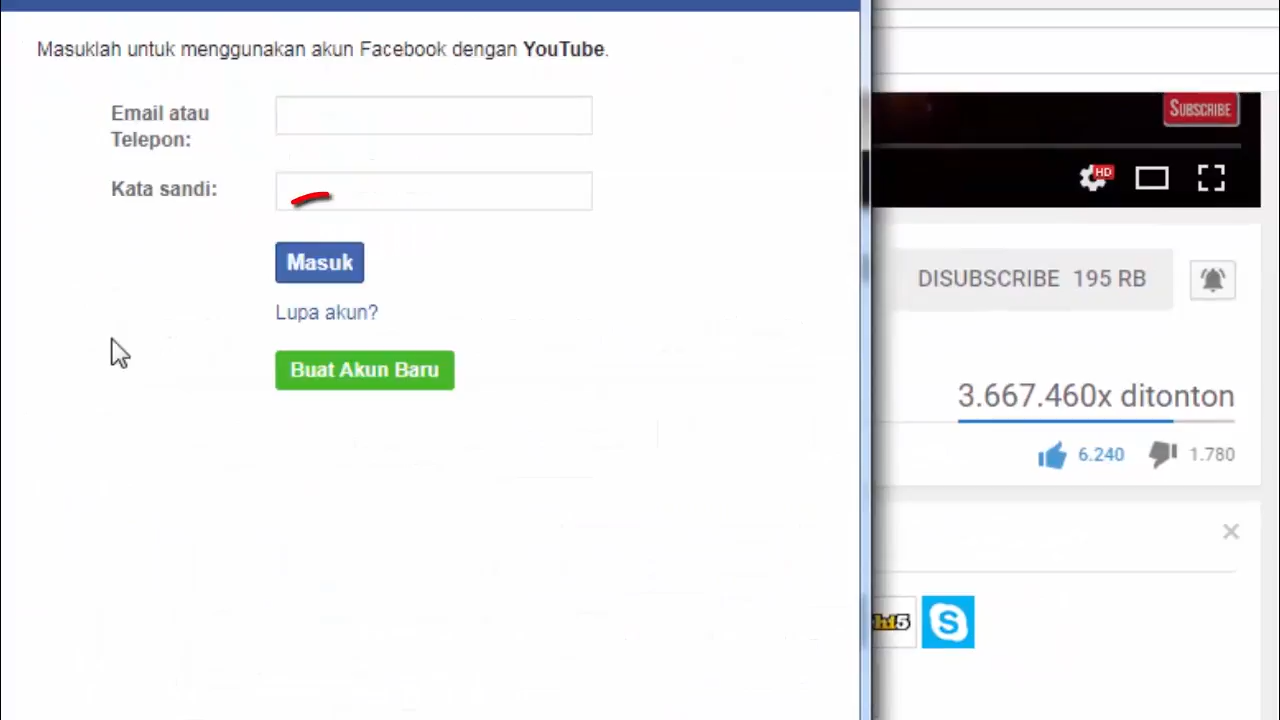 Masuklah untuk menggunakan akun Facebook dengan YouTube.
Email atau
Telepon:
Kata sandi:
Masuk
Lupa akun?
Buat Akun Baru
SUBSCRIBE
HD
DISUBSCRIBE 195 RB
3.667.460x ditonton
6.240 1.780